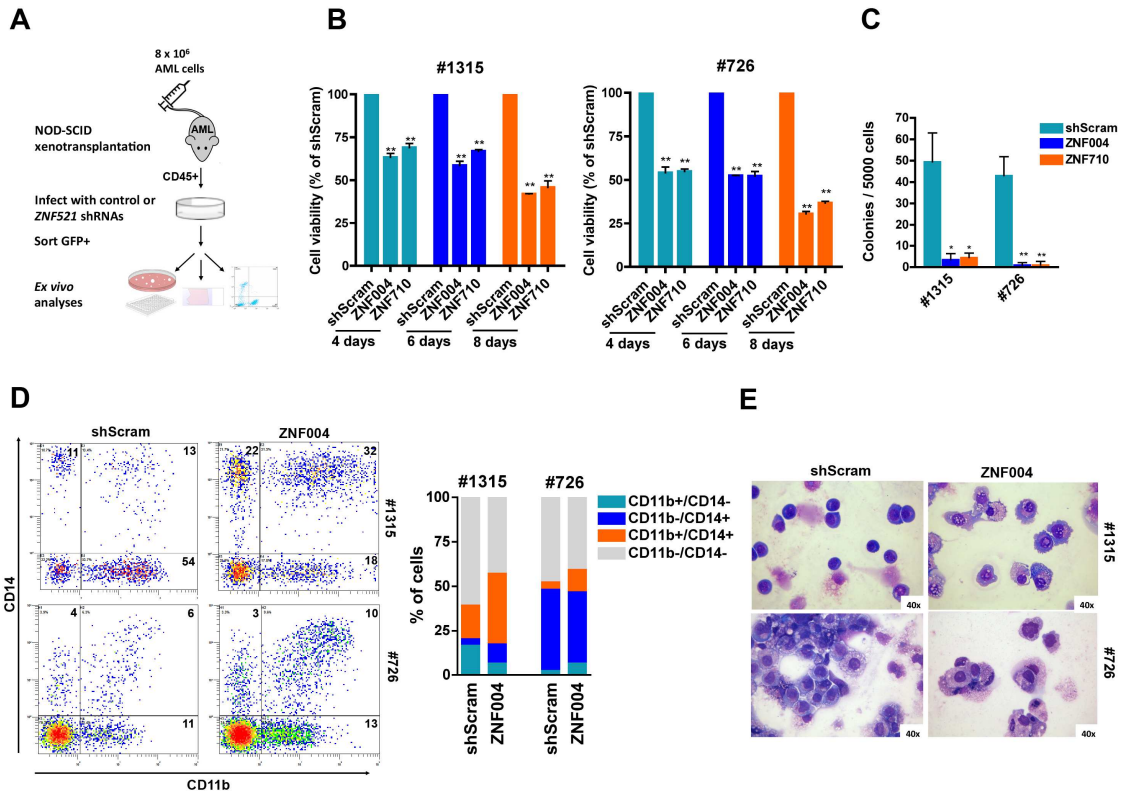 A
8 x 10⁶
AML cells
AML
NOD-SCID
xenotransplantation
CD45+
Infect with control or
ZNF521 shRNAs
Sort GFP+
Ex vivo
analyses
B
#1315
Cell viability (% of shScram)
100
75
50
25
0
** ** ** ** ** **
shScram ZNF004 ZNF710 shScram ZNF004 ZNF710 shScram ZNF004 ZNF710
4 days 6 days 8 days
#726
Cell viability (% of shScram)
100
75
50
25
0
** ** ** ** ** **
shScram ZNF004 ZNF710 shScram ZNF004 ZNF710 shScram ZNF004 ZNF710
4 days 6 days 8 days
C
Colonies / 5000 cells
70
60
50
40
30
20
10
0
* * ** **
#1315 #726
shScram
ZNF004
ZNF710
D
shScram ZNF004
11 13 22 32
54 18
#1315
4 6 3 10
11 13
#726
CD14
CD11b
#1315 #726
% of cells
100
75
50
25
0
shScram ZNF004 shScram ZNF004
CD11b+/CD14-
CD11b-/CD14+
CD11b+/CD14+
CD11b-/CD14-
E
shScram ZNF004
#1315
40x 40x
#726
40x 40x